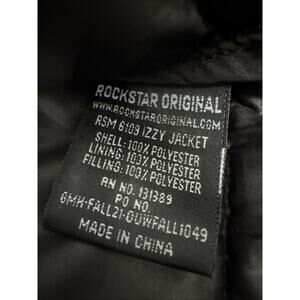 ROCKSTAR ORIGINAL
WWW.ROCKSTARORIGINAL.COM
RSM 6109 IZZY JACKET
SHELL: 100% POLYESTER
LINING: 100% POLYESTER
FILLING: 100% POLYESTER
RN NO. 131389
PO NO.
GMH-FALL21-OUWFALL1049
MADE IN CHINA